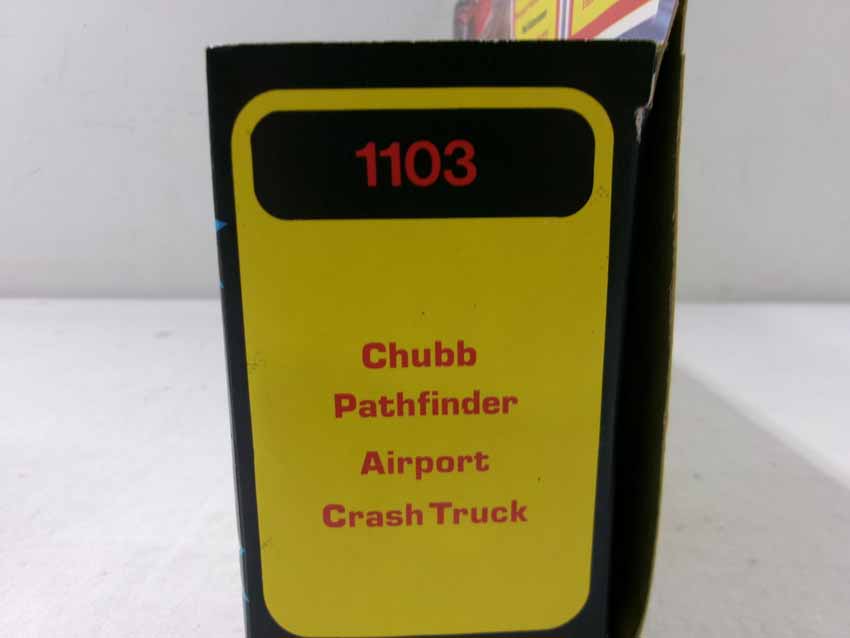 1103
Chubb
Pathfinder
Airport
Crash Truck